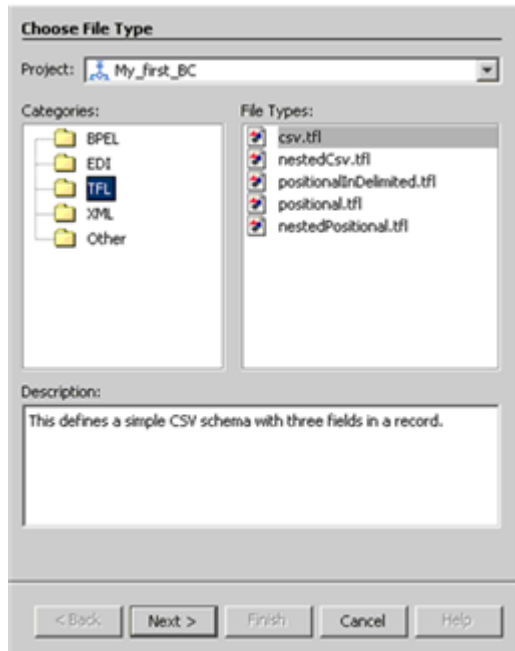 Choose File Type
Project: My_first_BC
Categories:
BPEL
EDI
TFL
XML
Other
File Types:
csv.tfl
nestedCsv.tfl
positionalInDelimited.tfl
positional.tfl
nestedPositional.tfl
Description:
This defines a simple CSV schema with three fields in a record.
< Back Next > Finish Cancel Help